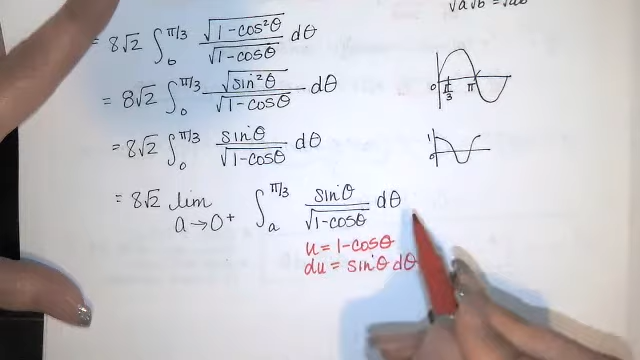 √a√b = √ab
= 8√2 ∫₀^π/3 √(1-cos²θ)/√(1-cosθ) dθ
= 8√2 ∫₀^π/3 √(sin²θ)/√(1-cosθ) dθ
0 π/3 π
= 8√2 ∫₀^π/3 sinθ/√(1-cosθ) dθ
1
0
= 8√2 lim a→0⁺ ∫ₐ^π/3 sinθ/√(1-cosθ) dθ
u = 1-cosθ
du = sinθ dθ